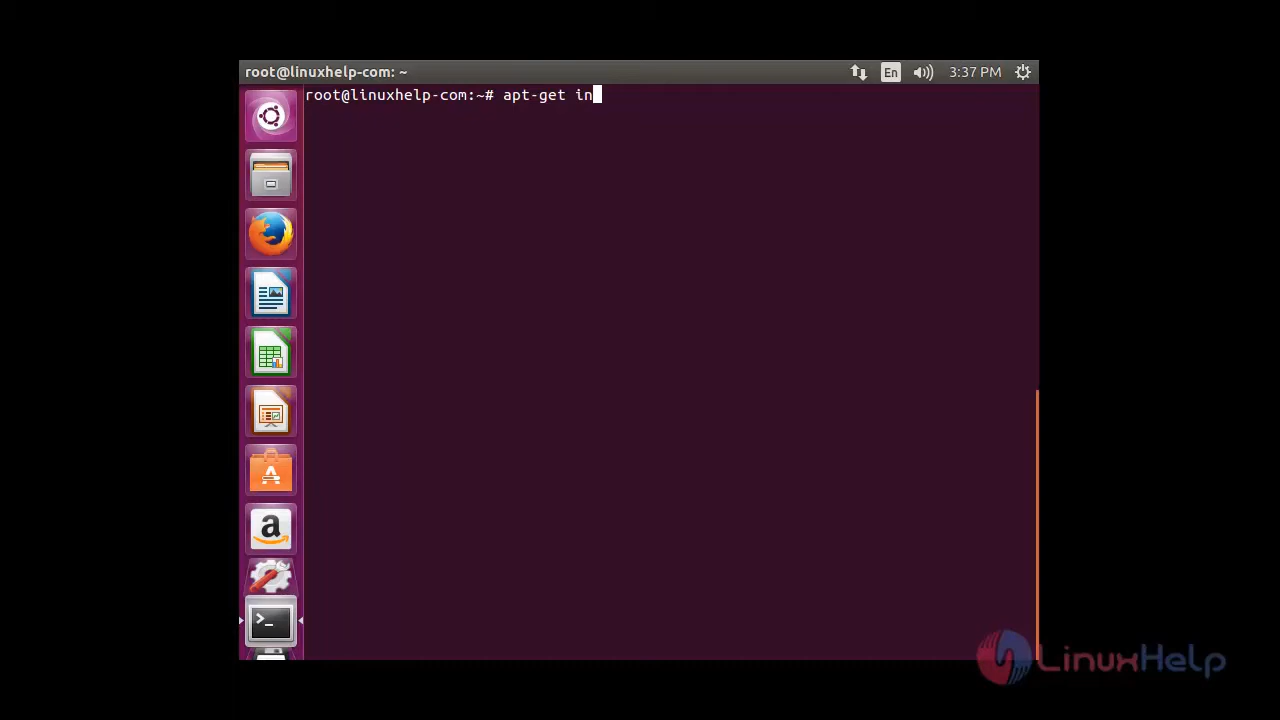 root@linuxhelp-com: ~
En
3:37 PM
root@linuxhelp-com:~# apt-get in
A
a
>_
LinuxHelp